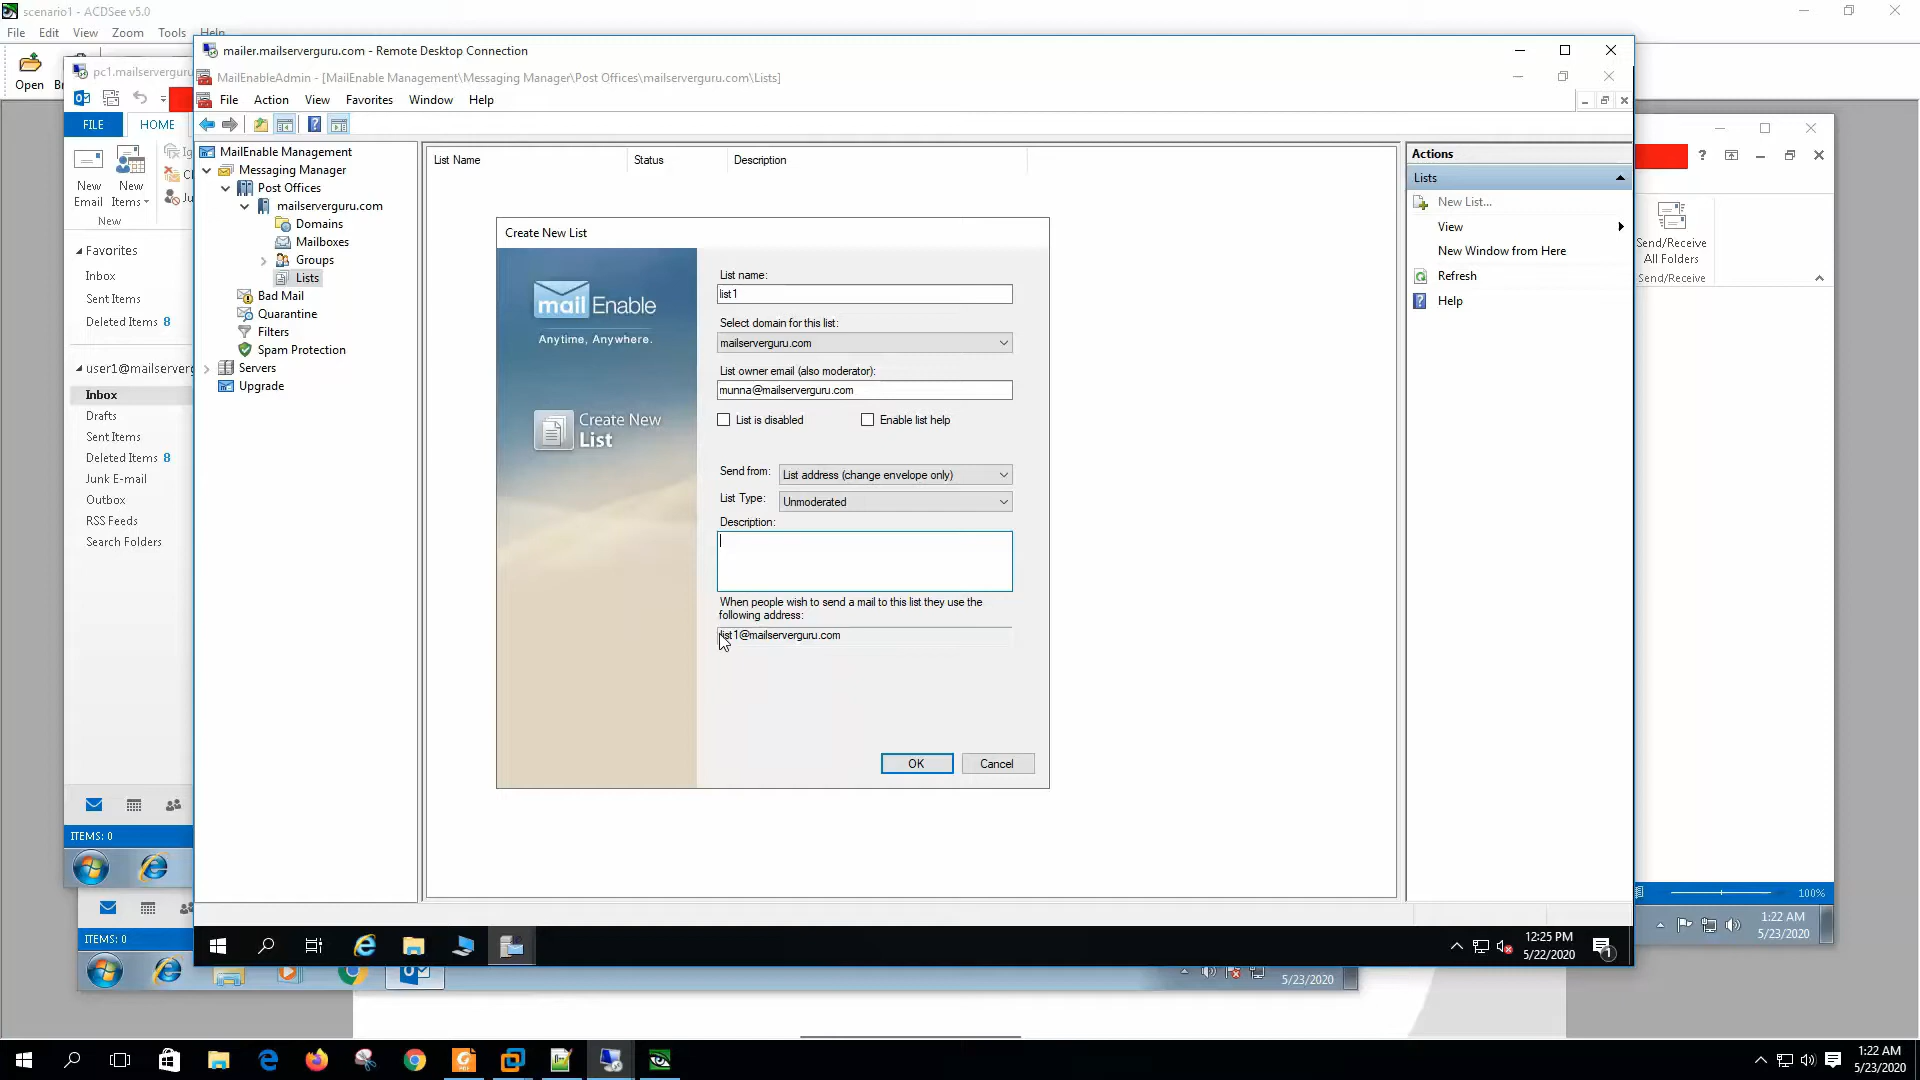 scenario1 - ACDSee v5.0
File Edit View Zoom Tools Help
Open
pc1.mailserverguru
FILE HOME
New Email
New Items
New
Favorites
Inbox
Sent Items
Deleted Items 8
user1@mailserverg
Inbox
Drafts
Sent Items
Deleted Items 8
Junk E-mail
Outbox
RSS Feeds
Search Folders
ITEMS: 0
ITEMS: 0
mailer.mailserverguru.com - Remote Desktop Connection
MailEnableAdmin - [MailEnable Management\Messaging Manager\Post Offices\mailserverguru.com\Lists]
File Action View Favorites Window Help
MailEnable Management
Messaging Manager
Post Offices
mailserverguru.com
Domains
Mailboxes
Groups
Lists
Bad Mail
Quarantine
Filters
Spam Protection
Servers
Upgrade
List Name Status Description
Create New List
mailEnable
Anytime, Anywhere.
Create New
List
List name:
list1
Select domain for this list:
mailserverguru.com
List owner email (also moderator):
munna@mailserverguru.com
List is disabled Enable list help
Send from: List address (change envelope only)
List Type: Unmoderated
Description:
When people wish to send a mail to this list they use the
following address:
list1@mailserverguru.com
OK Cancel
Actions
Lists
New List...
View
New Window from Here
Refresh
Help
Send/Receive
All Folders
Send/Receive
100%
1:22 AM
5/23/2020
12:25 PM
5/22/2020
1
5/23/2020
1:22 AM
5/23/2020